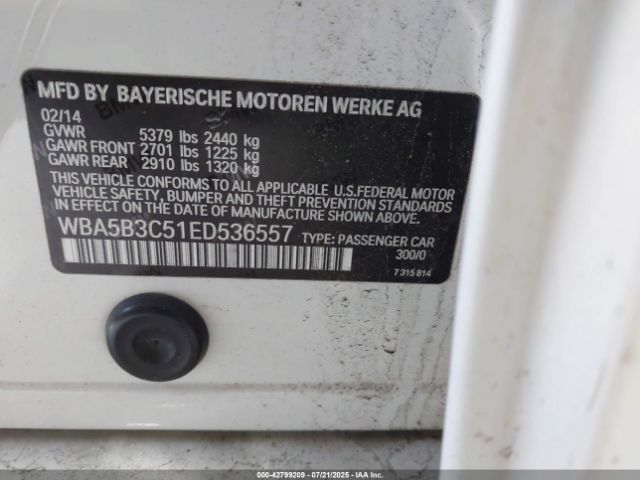 MFD BY BAYERISCHE MOTOREN WERKE AG
02/14
GVWR 5379 lbs 2440 kg
GAWR FRONT 2701 lbs 1225 kg
GAWR REAR 2910 lbs 1320 kg
THIS VEHICLE CONFORMS TO ALL APPLICABLE U.S.FEDERAL MOTOR
VEHICLE SAFETY, BUMPER AND THEFT PREVENTION STANDARDS
IN EFFECT ON THE DATE OF MANUFACTURE SHOWN ABOVE.
WBA5B3C51ED536557 TYPE: PASSENGER CAR
300/0
7 315 814
000-42799209 - 07/21/2025 - IAA Inc.